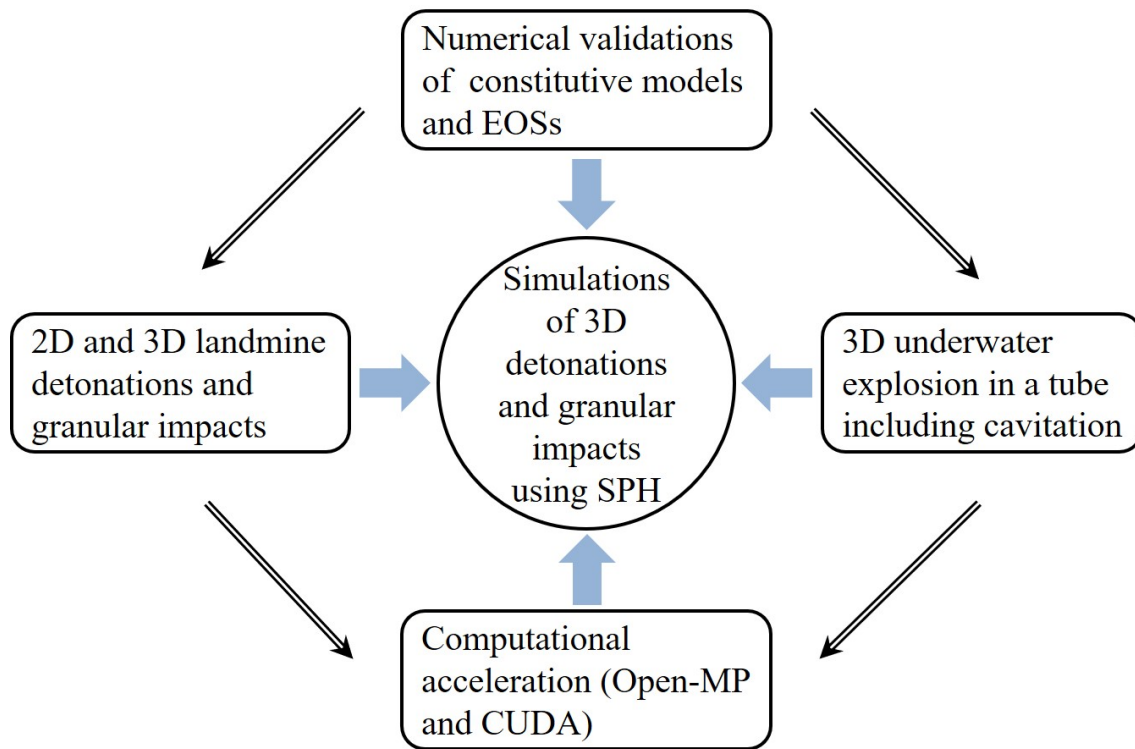 Numerical validations
of constitutive models
and EOSs
2D and 3D landmine
detonations and
granular impacts
Simulations
of 3D
detonations
and granular
impacts
using SPH
3D underwater
explosion in a tube
including cavitation
Computational
acceleration (Open-MP
and CUDA)